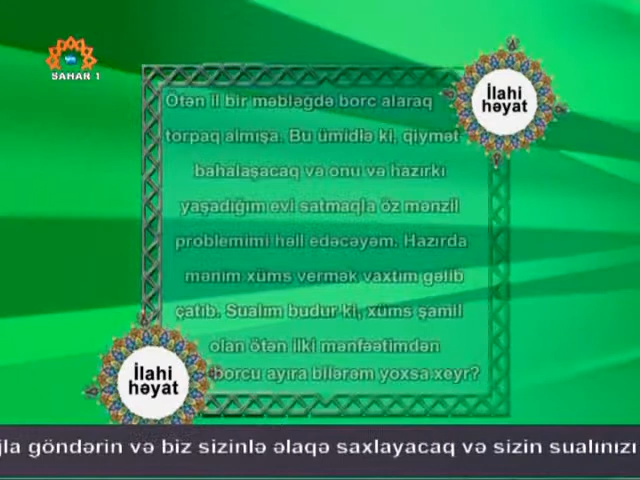 SAHAR 1
İlahi
həyat
Ötən il bir məbləğdə borc alaraq
torpaq almışa. Bu ümidlə ki, qiymət
bahalaşacaq və onu və hazırkı
yaşadığım evi satmaqla öz mənzil
problemimi həll edəcəyəm. Hazırda
mənim xüms vermək vaxtım gəlib
çatıb. Sualım budur ki, xüms şamil
olan ötən ilki mənfəətimdən
borcu ayıra bilərəm yoxsa xeyr?
İlahi
həyat
jla göndərin və biz sizinlə əlaqə saxlayacaq və sizin sualınızı